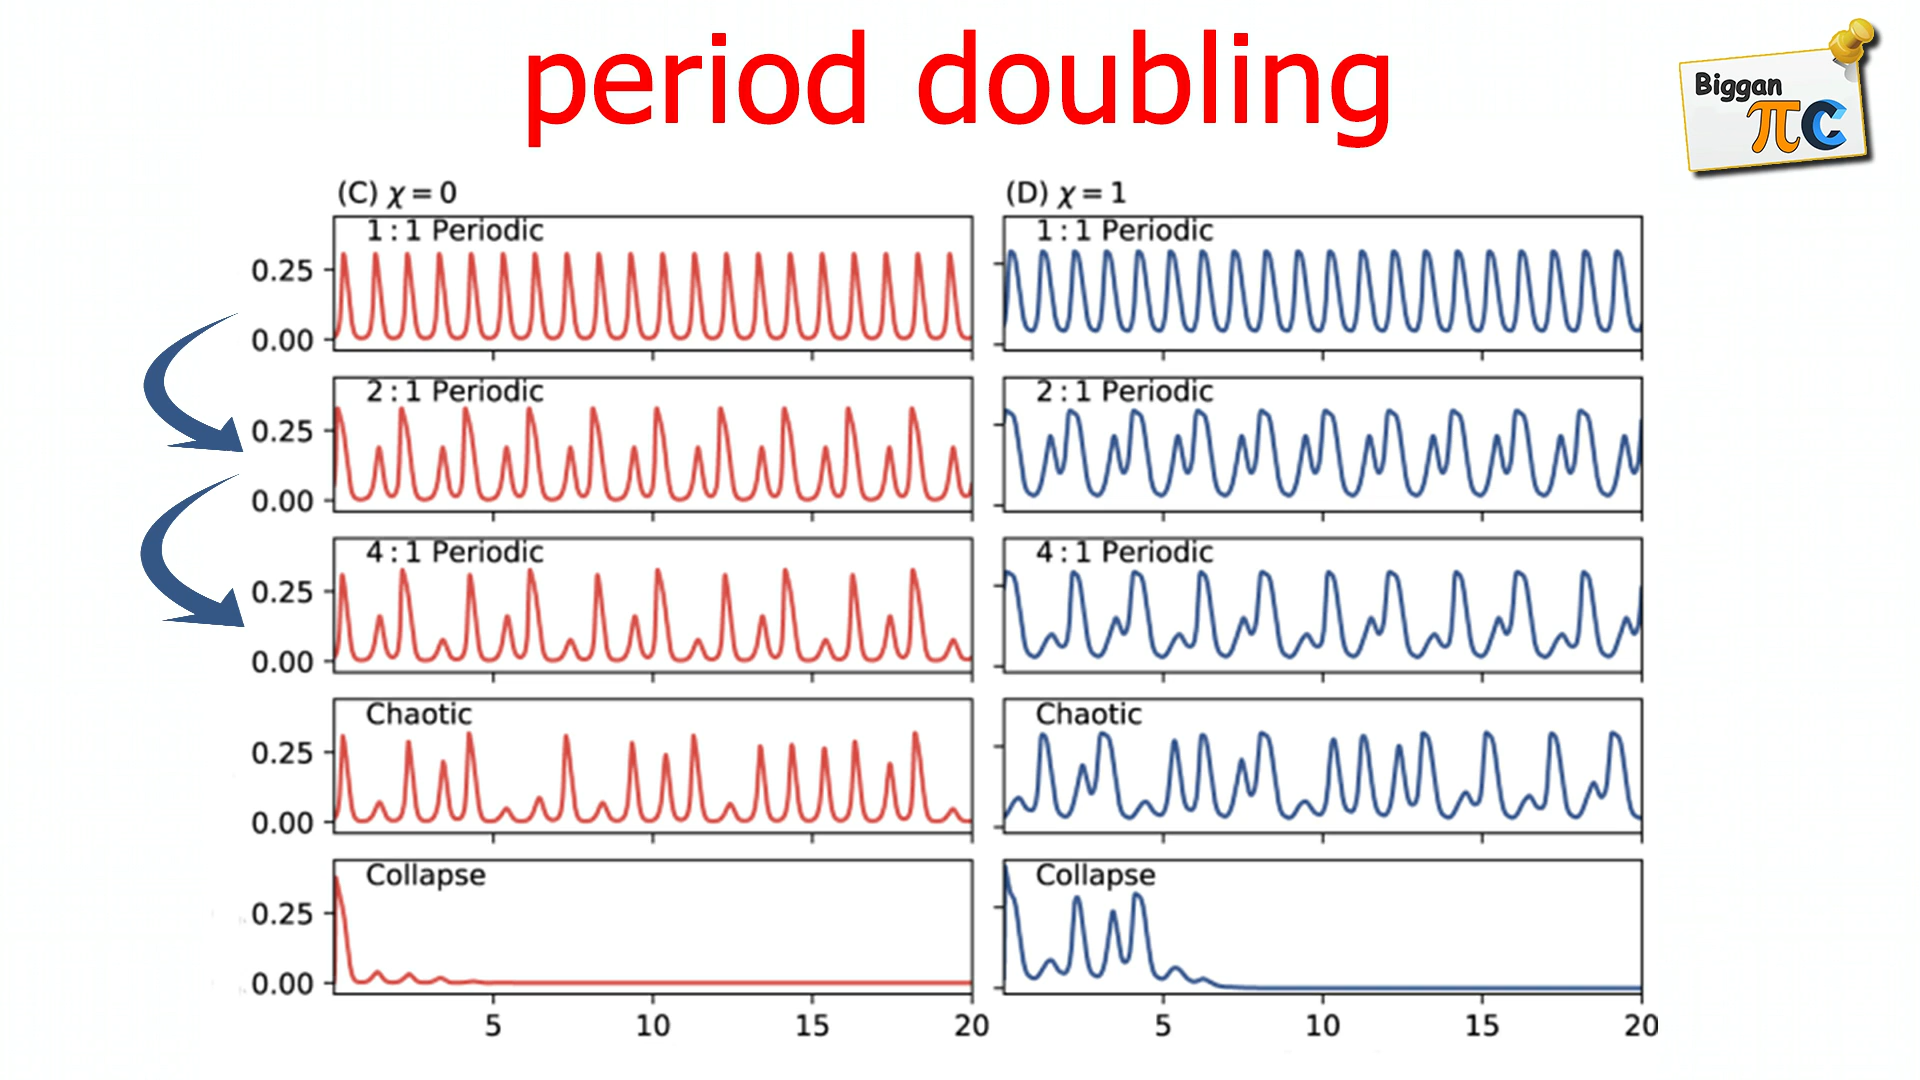 period doubling
Biggan
πC
(C) χ = 0
1 : 1 Periodic
0.25
0.00
2 : 1 Periodic
0.25
0.00
4 : 1 Periodic
0.25
0.00
Chaotic
0.25
0.00
Collapse
0.25
0.00
5 10 15 20
(D) χ = 1
1 : 1 Periodic
2 : 1 Periodic
4 : 1 Periodic
Chaotic
Collapse
5 10 15 20